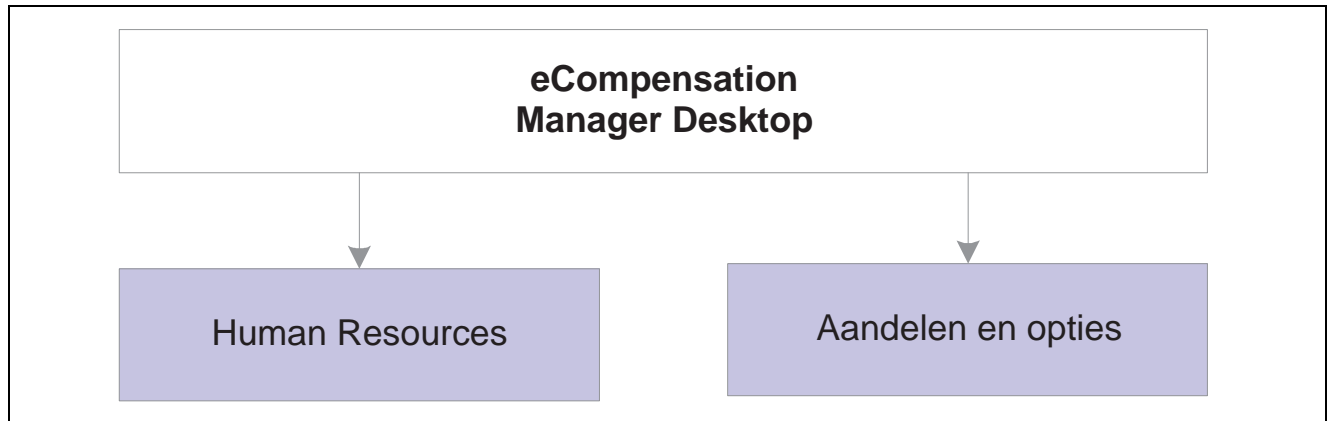 eCompensation
Manager Desktop
Human Resources
Aandelen en opties